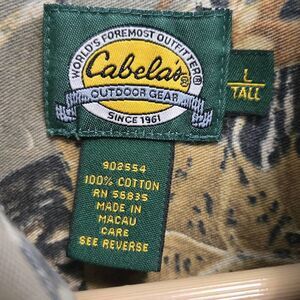 WORLD'S FOREMOST OUTFITTER®
Cabela's®
OUTDOOR GEAR
SINCE 1961
L
TALL
902554
100% COTTON
RN 56835
MADE IN
MACAU
CARE
SEE REVERSE